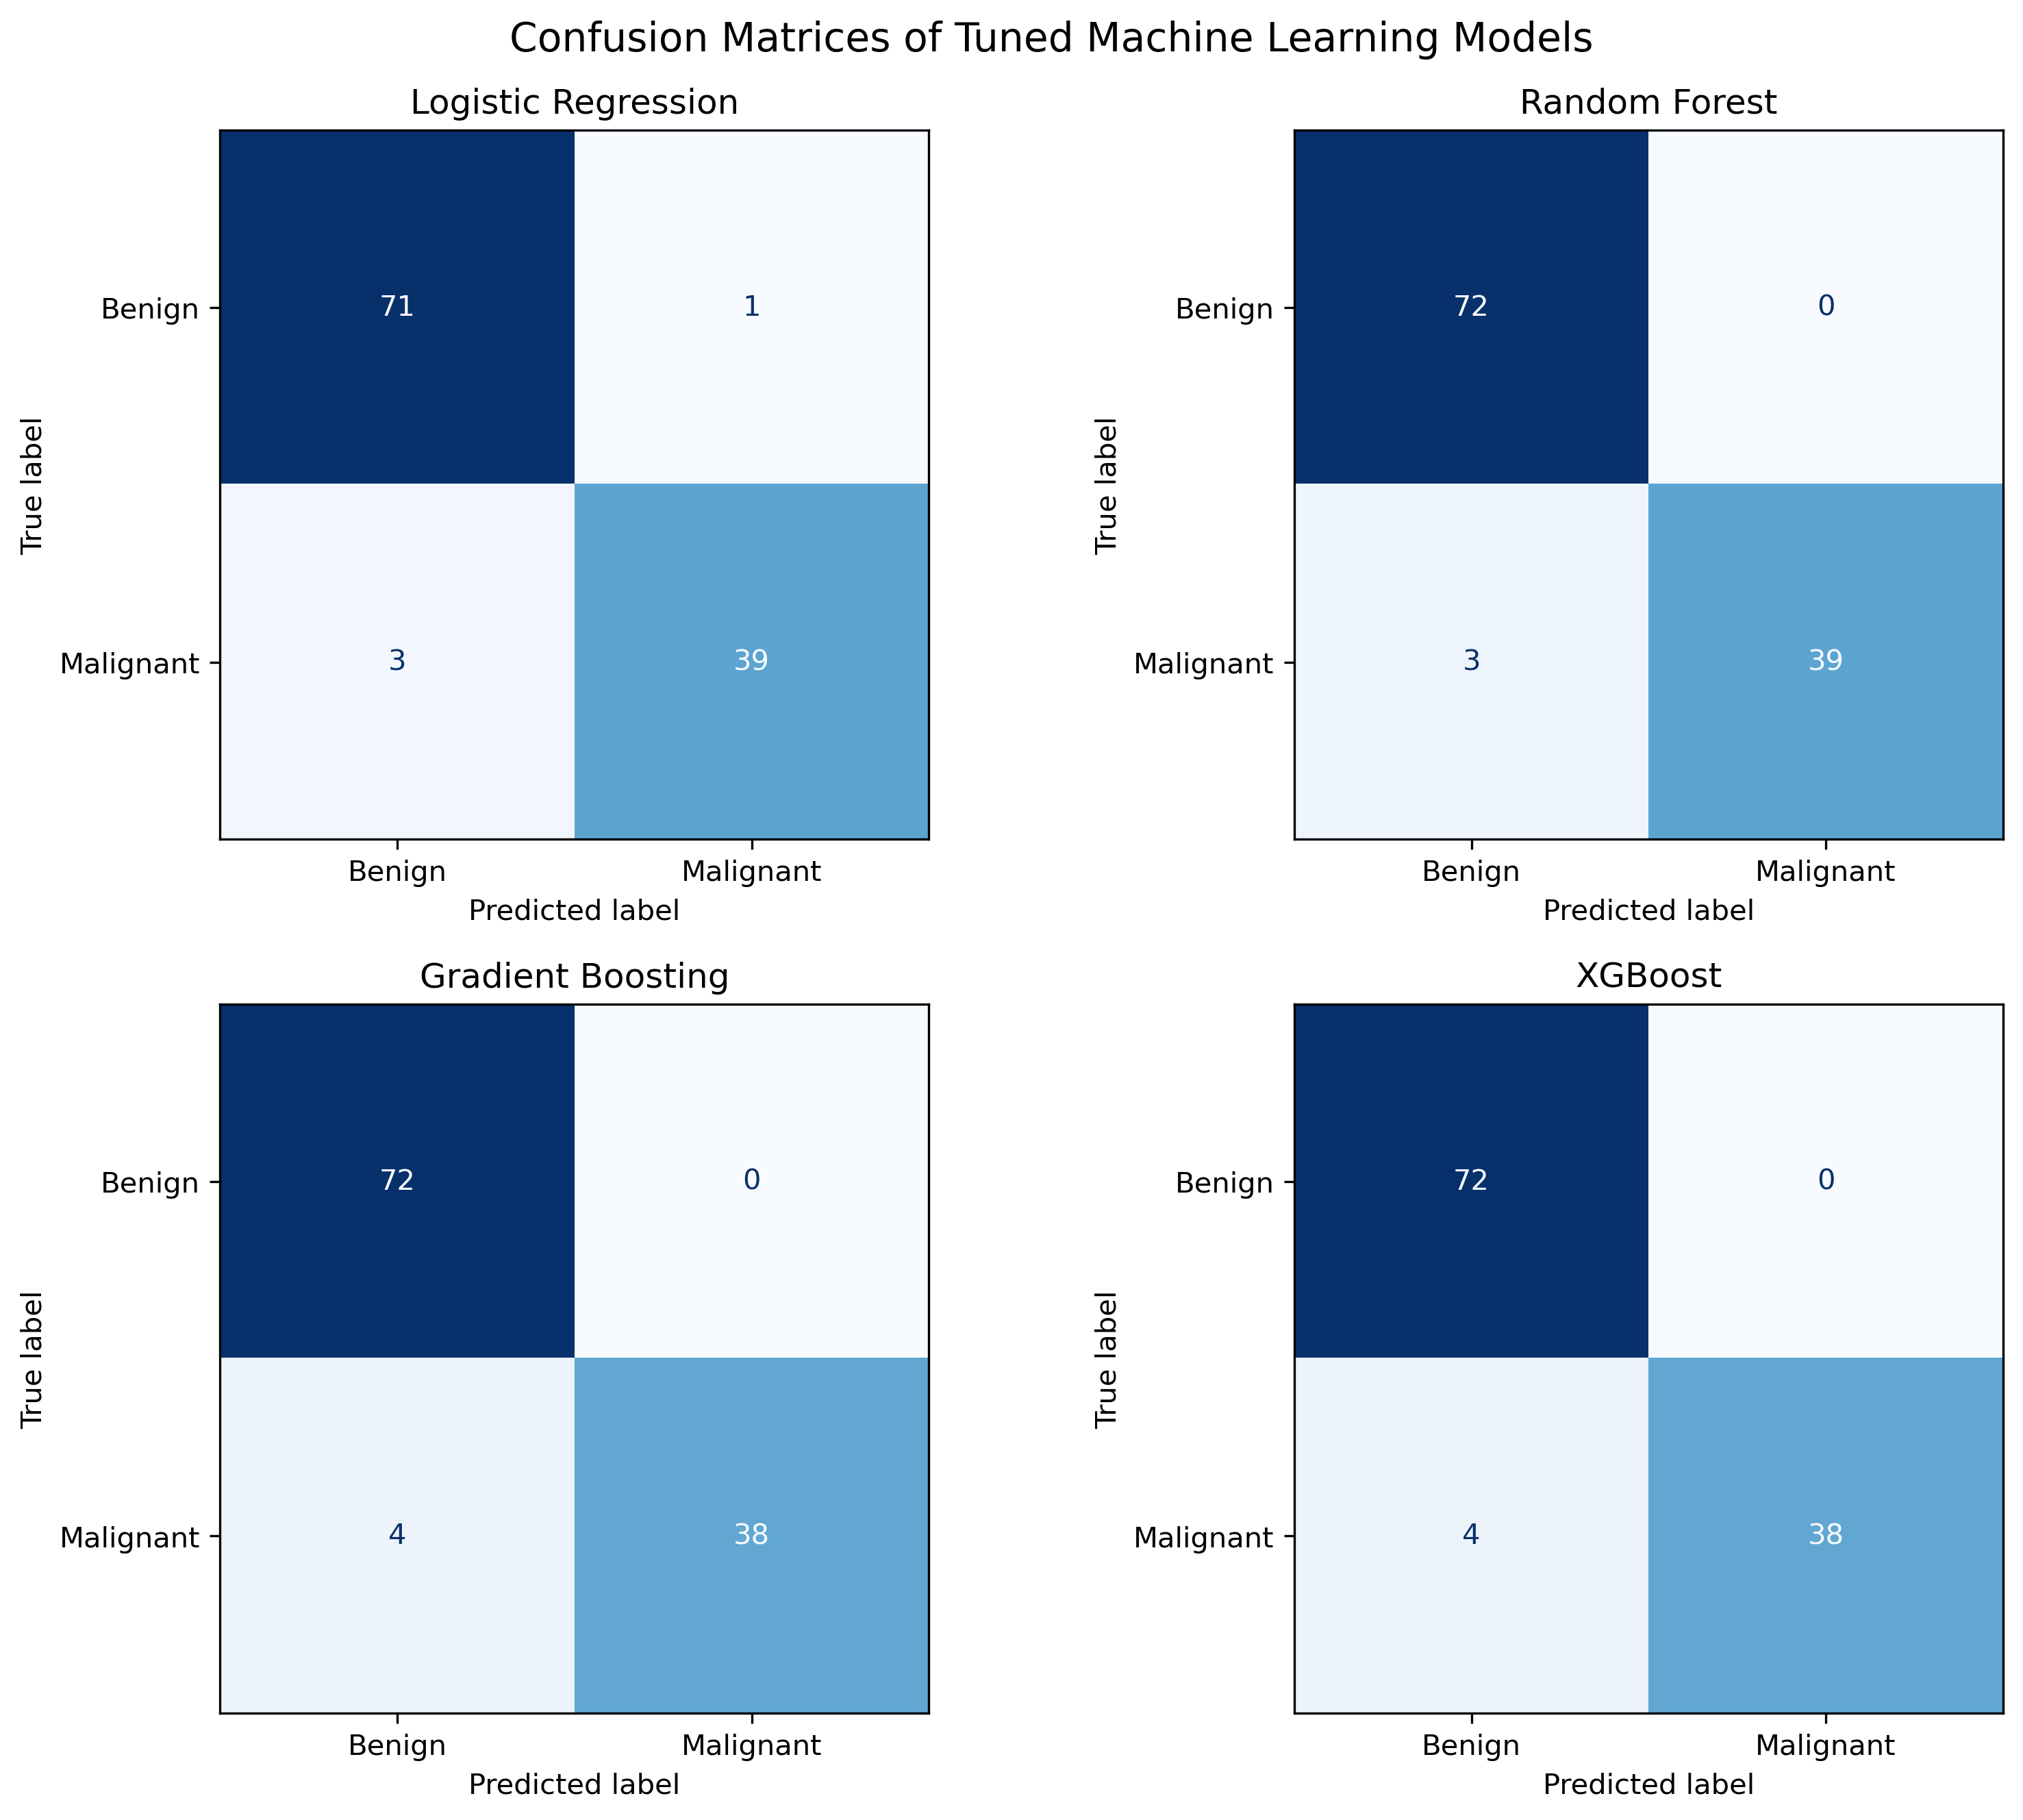 Confusion Matrices of Tuned Machine Learning Models
Logistic Regression
True label
Benign
71
1
Malignant
3
39
Benign
Malignant
Predicted label
Random Forest
True label
Benign
72
0
Malignant
3
39
Benign
Malignant
Predicted label
Gradient Boosting
True label
Benign
72
0
Malignant
4
38
Benign
Malignant
Predicted label
XGBoost
True label
Benign
72
0
Malignant
4
38
Benign
Malignant
Predicted label